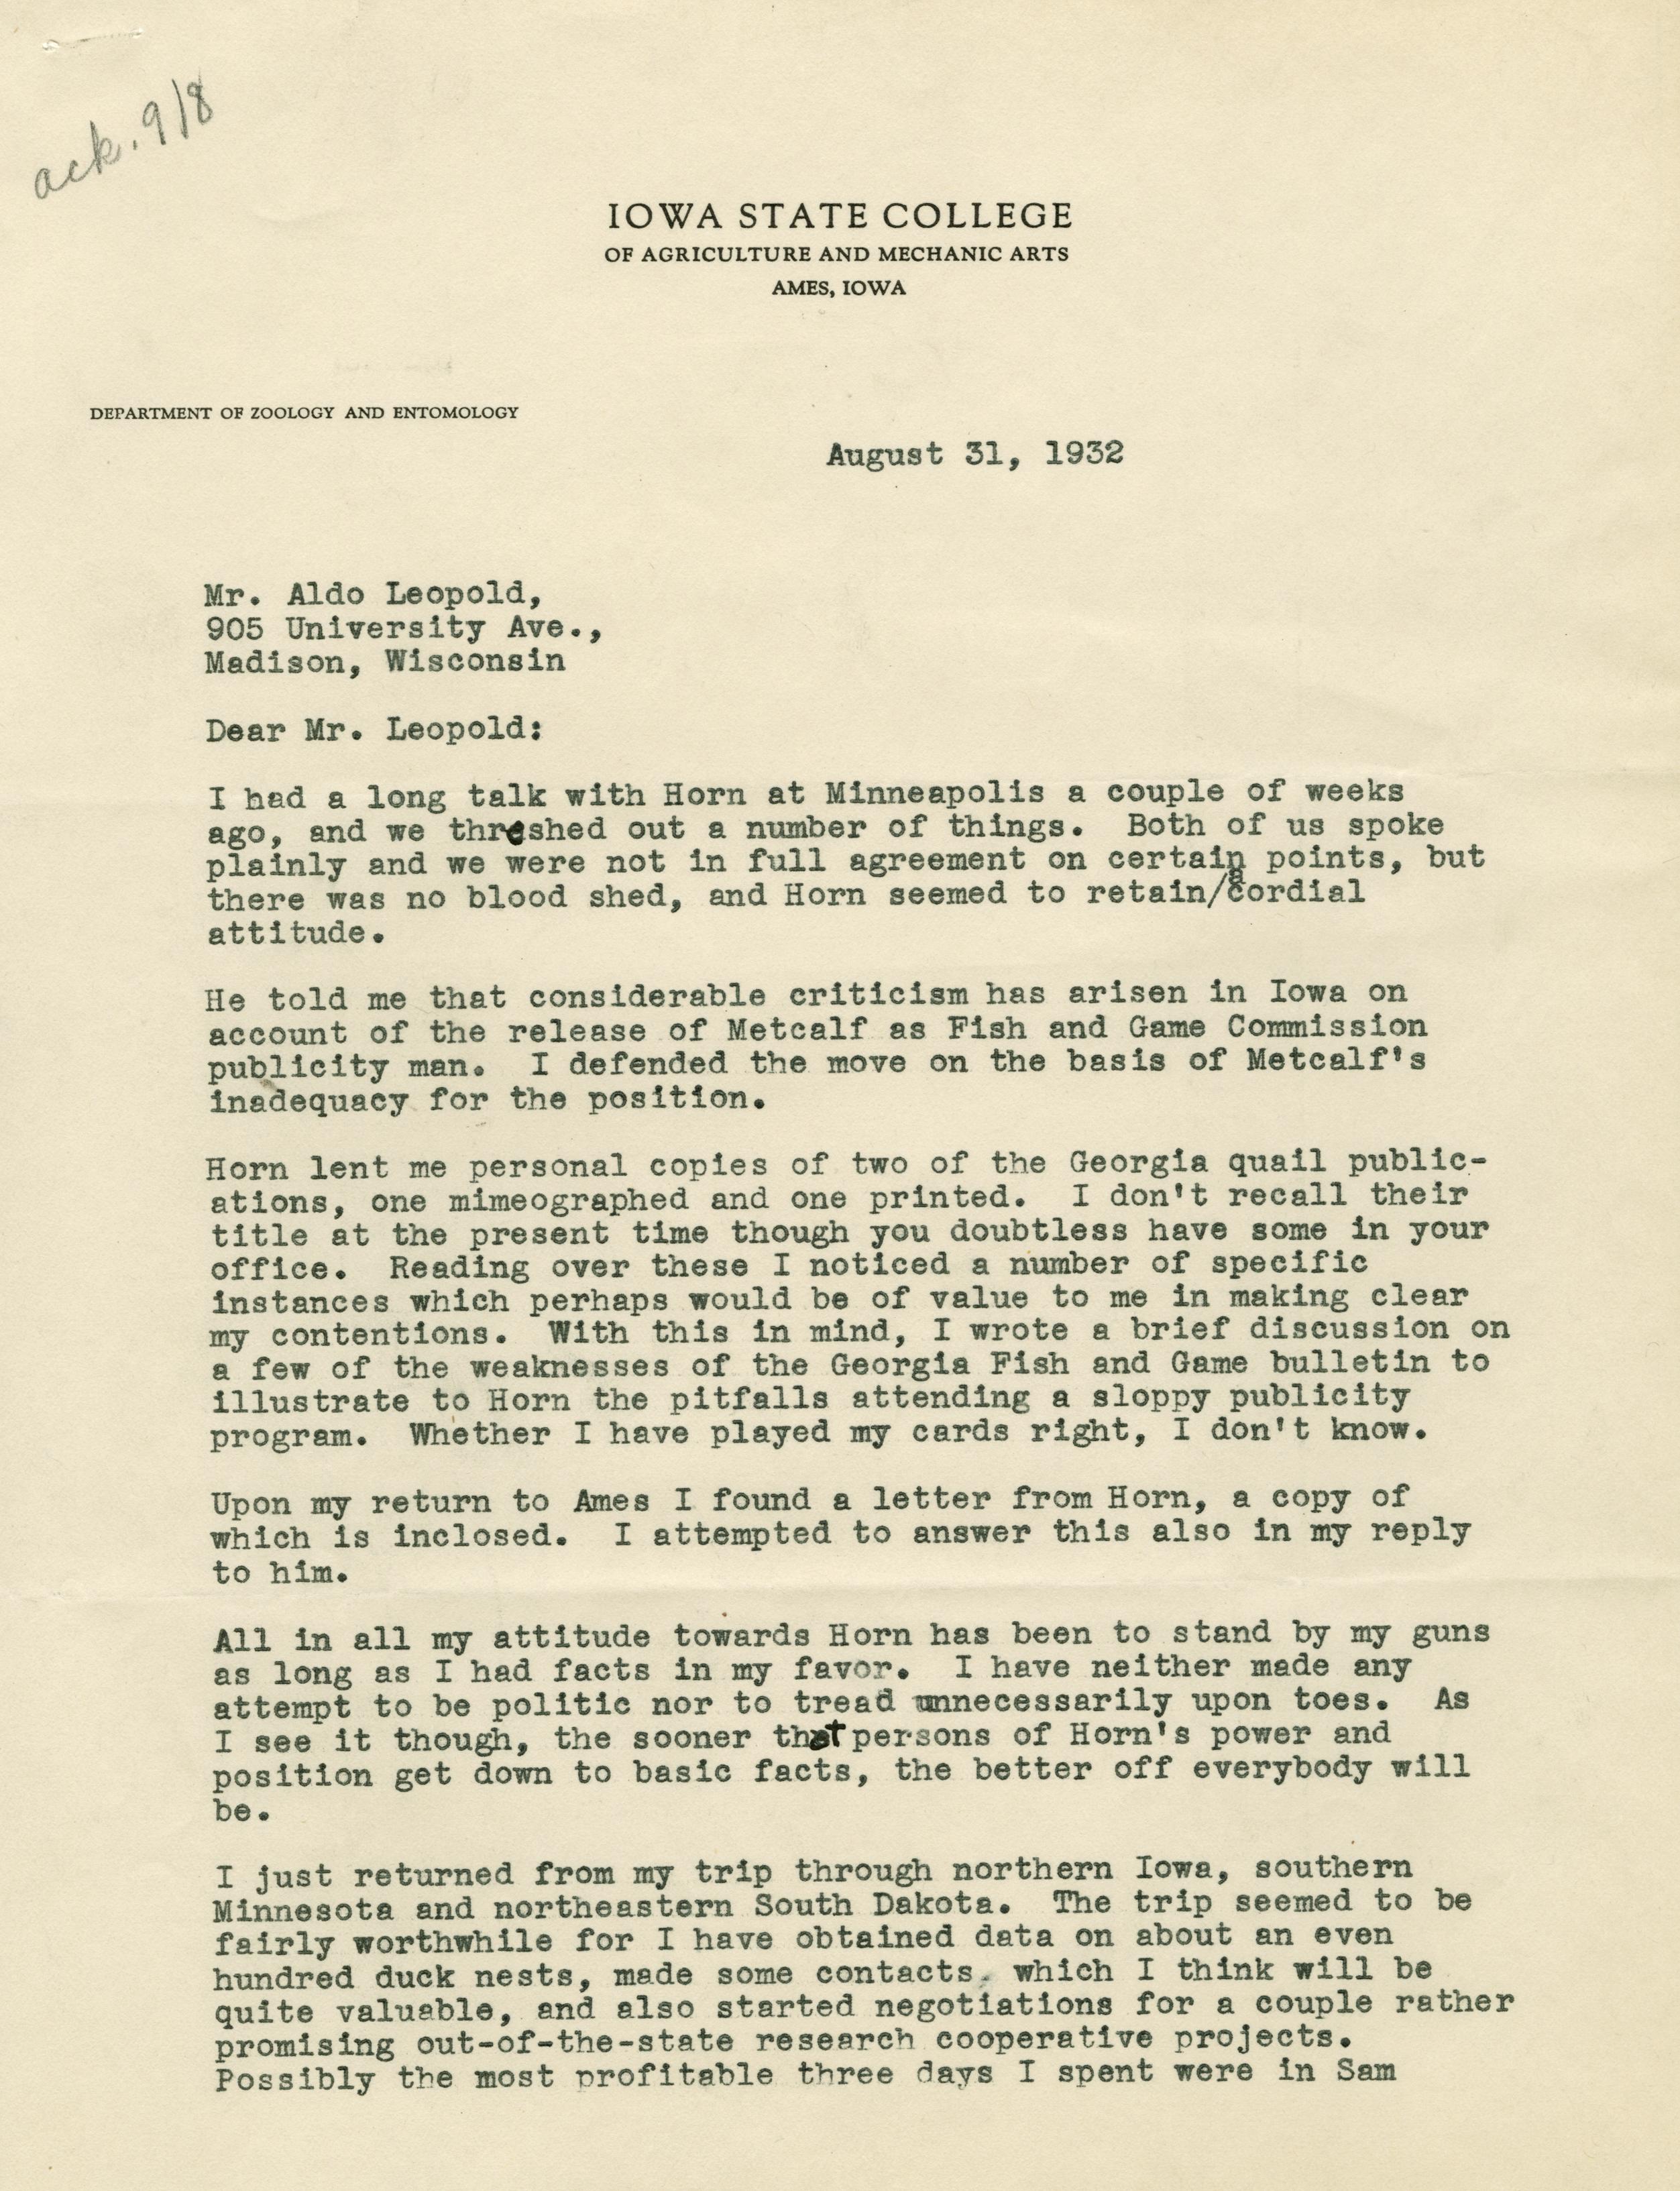 ack. 9/8
IOWA STATE COLLEGE
OF AGRICULTURE AND MECHANIC ARTS
AMES, IOWA
DEPARTMENT OF ZOOLOGY AND ENTOMOLOGY
August 31, 1932
Mr. Aldo Leopold,
905 University Ave.,
Madison, Wisconsin
Dear Mr. Leopold:
I had a long talk with Horn at Minneapolis a couple of weeks
ago, and we threshed out a number of things.  Both of us spoke
plainly and we were not in full agreement on certain points, but
there was no blood shed, and Horn seemed to retain/a cordial
attitude.
He told me that considerable criticism has arisen in Iowa on
account of the release of Metcalf as Fish and Game Commission
publicity man.  I defended the move on the basis of Metcalf's
inadequacy for the position.
Horn lent me personal copies of two of the Georgia quail public-
ations, one mimeographed and one printed.  I don't recall their
title at the present time though you doubtless have some in your
office.  Reading over these I noticed a number of specific
instances which perhaps would be of value to me in making clear
my contentions.  With this in mind, I wrote a brief discussion on
a few of the weaknesses of the Georgia Fish and Game bulletin to
illustrate to Horn the pitfalls attending a sloppy publicity
program.  Whether I have played my cards right, I don't know.
Upon my return to Ames I found a letter from Horn, a copy of
which is inclosed.  I attempted to answer this also in my reply
to him.
All in all my attitude towards Horn has been to stand by my guns
as long as I had facts in my favor.  I have neither made any
attempt to be politic nor to tread unnecessarily upon toes.  As
I see it though, the sooner that persons of Horn's power and
position get down to basic facts, the better off everybody will
be.
I just returned from my trip through northern Iowa, southern
Minnesota and northeastern South Dakota.  The trip seemed to be
fairly worthwhile for I have obtained data on about an even
hundred duck nests, made some contacts which I think will be
quite valuable, and also started negotiations for a couple rather
promising out-of-the-state research cooperative projects.
Possibly the most profitable three days I spent were in Sam